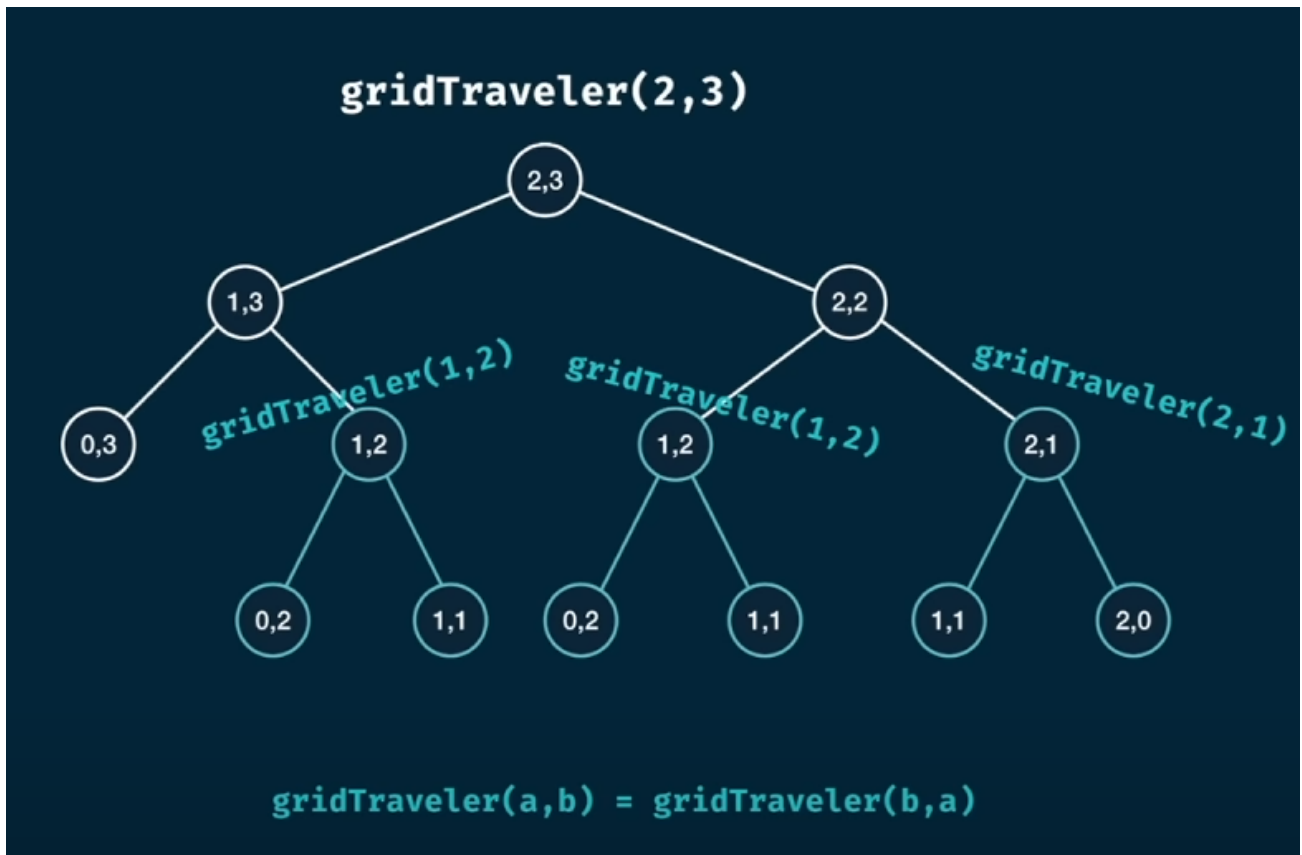 gridTraveler(2,3)
2,3
1,3
2,2
gridTraveler(1,2)
gridTraveler(1,2)
gridTraveler(2,1)
0,3
1,2
1,2
2,1
0,2
1,1
0,2
1,1
1,1
2,0
gridTraveler(a,b) = gridTraveler(b,a)